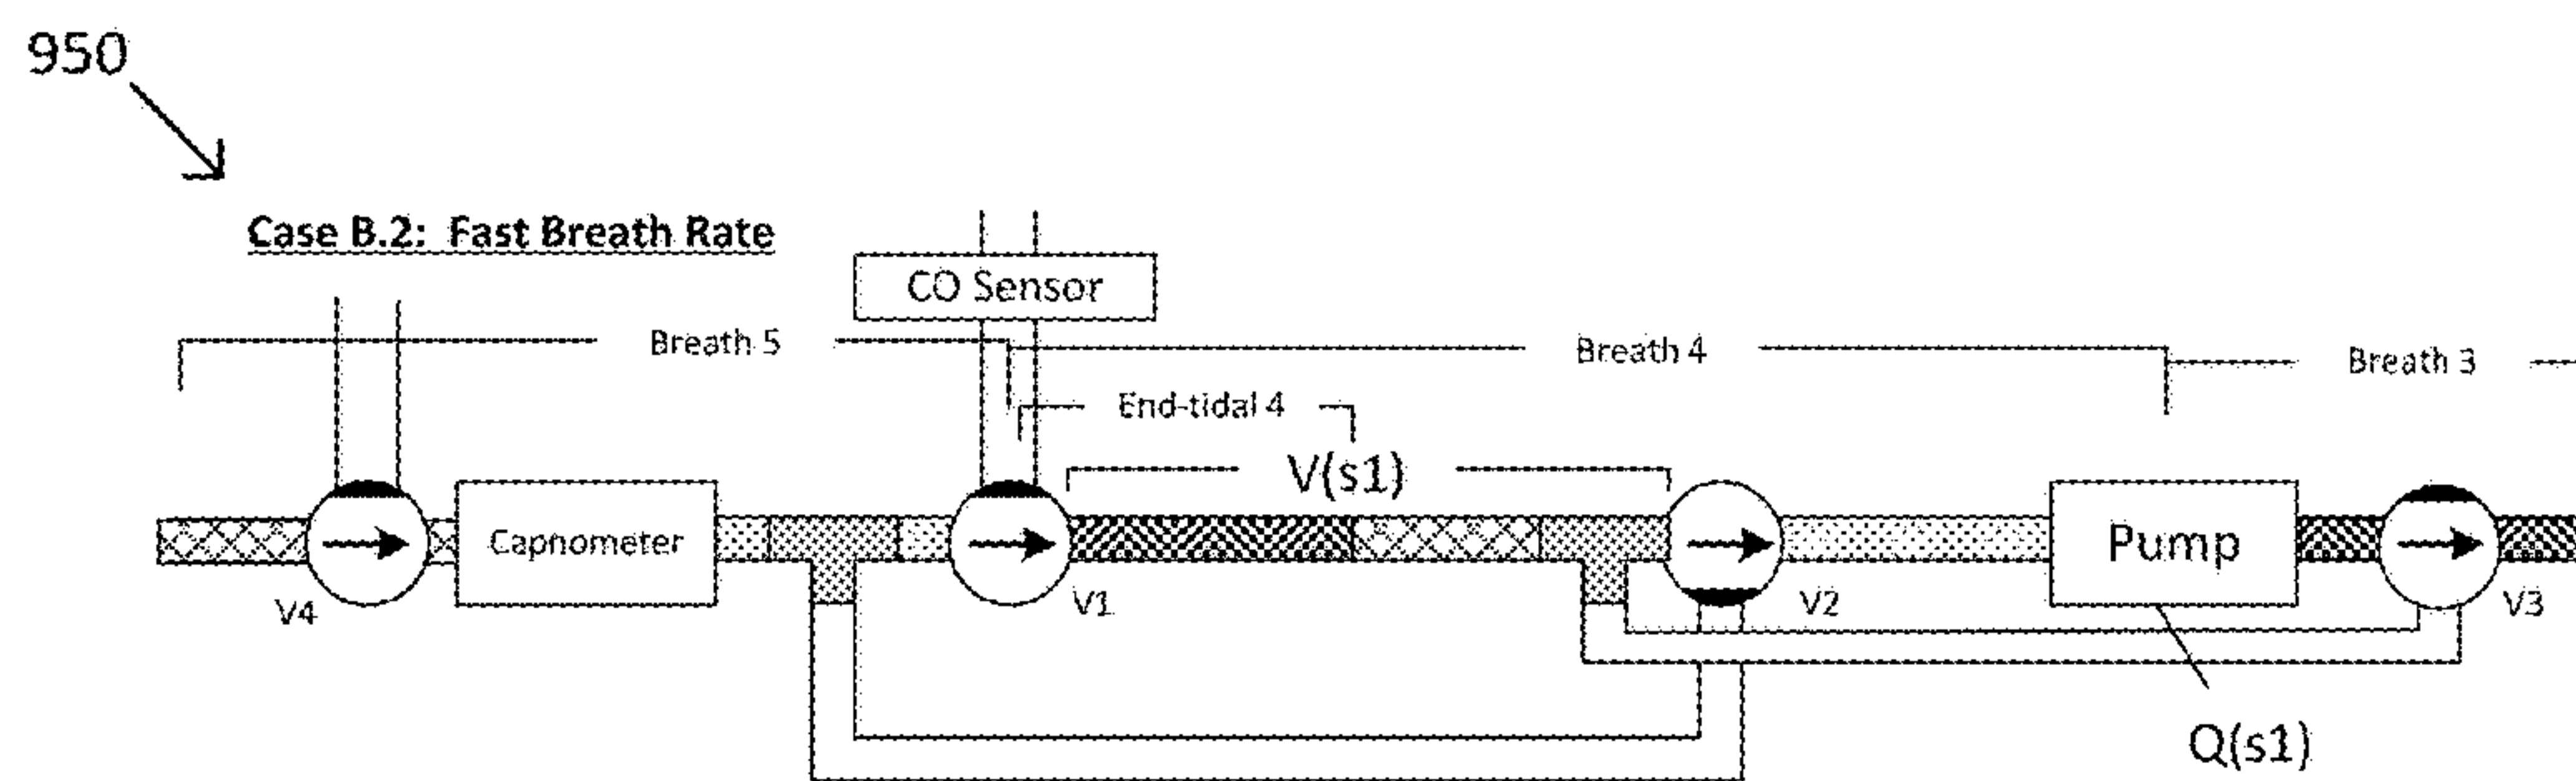 950
Case B.2: Fast Breath Rate
CO Sensor
Breath 5
Breath 4
Breath 3
End-tidal 4
V(s1)
Capnometer
Pump
V4
V1
V2
V3
Q(s1)